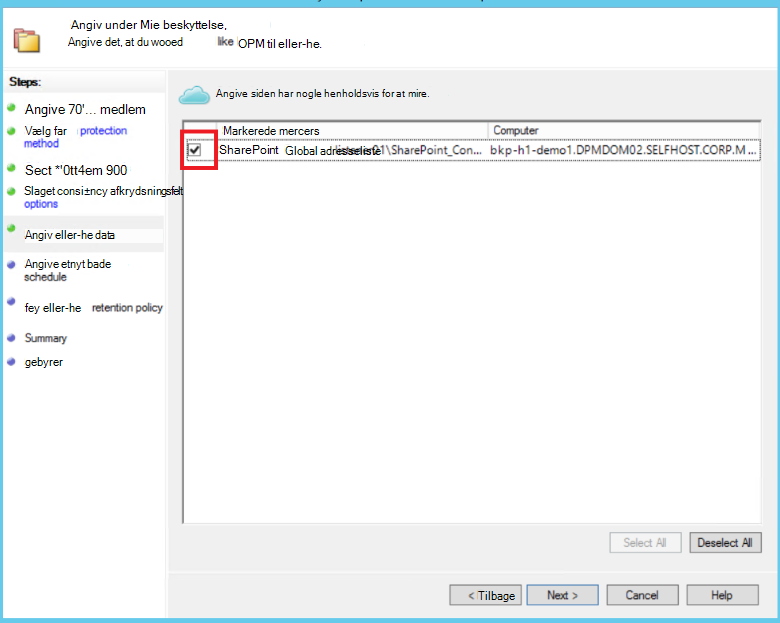 Angiv under Mie beskyttelse,
Angive det, at du wooed like OPM til eller-he.
Steps:
Angive 70'... medlem
Vælg far protection
method
Sect *'0tt4em 900
Slaget consi±ncy afkrydsningsfelt
options
Angiv eller-he data
Angive etnyt bade
schedule
fey eller-he retention policy
Summary
gebyrer
Angive siden har nogle henholdsvis for at mire.
Markerede mercers Computer
SharePoint Global adresseliste\SharePoint_Con... bkp-h1-demo1.DPMDOM02.SELFHOST.CORP.M ...
Select All Deselect All
< Tilbage Next > Cancel Help